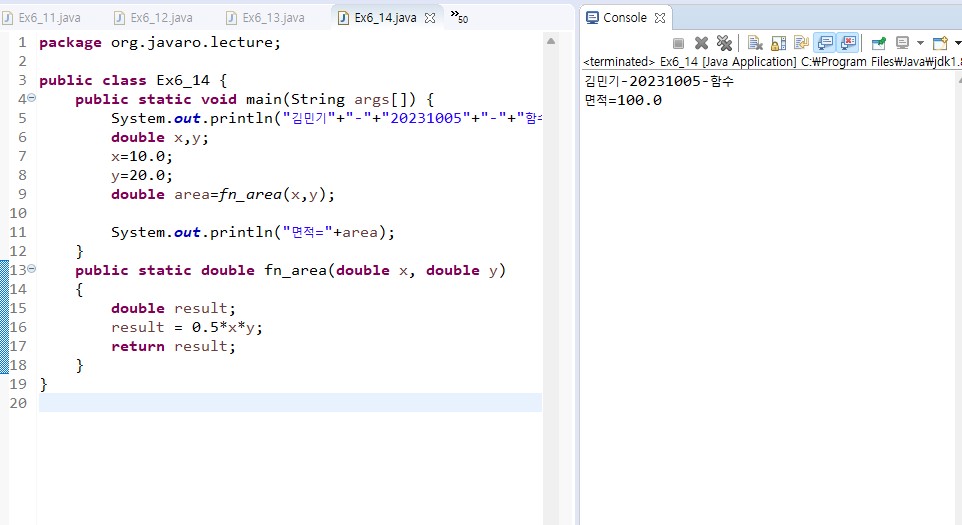 Ex6_11.java Ex6_12.java Ex6_13.java Ex6_14.java »50
1 package org.javaro.lecture;
2
3 public class Ex6_14 {
4 public static void main(String args[]) {
5 System.out.println("김민기"+"-"+"20231005"+"-"+"함
6 double x,y;
7 x=10.0;
8 y=20.0;
9 double area=fn_area(x,y);
10
11 System.out.println("면적="+area);
12 }
13 public static double fn_area(double x, double y)
14 {
15 double result;
16 result = 0.5*x*y;
17 return result;
18 }
19 }
20
Console
<terminated> Ex6_14 [Java Application] C:₩Program Files₩Java₩jdk1.8
김민기-20231005-함수
면적=100.0